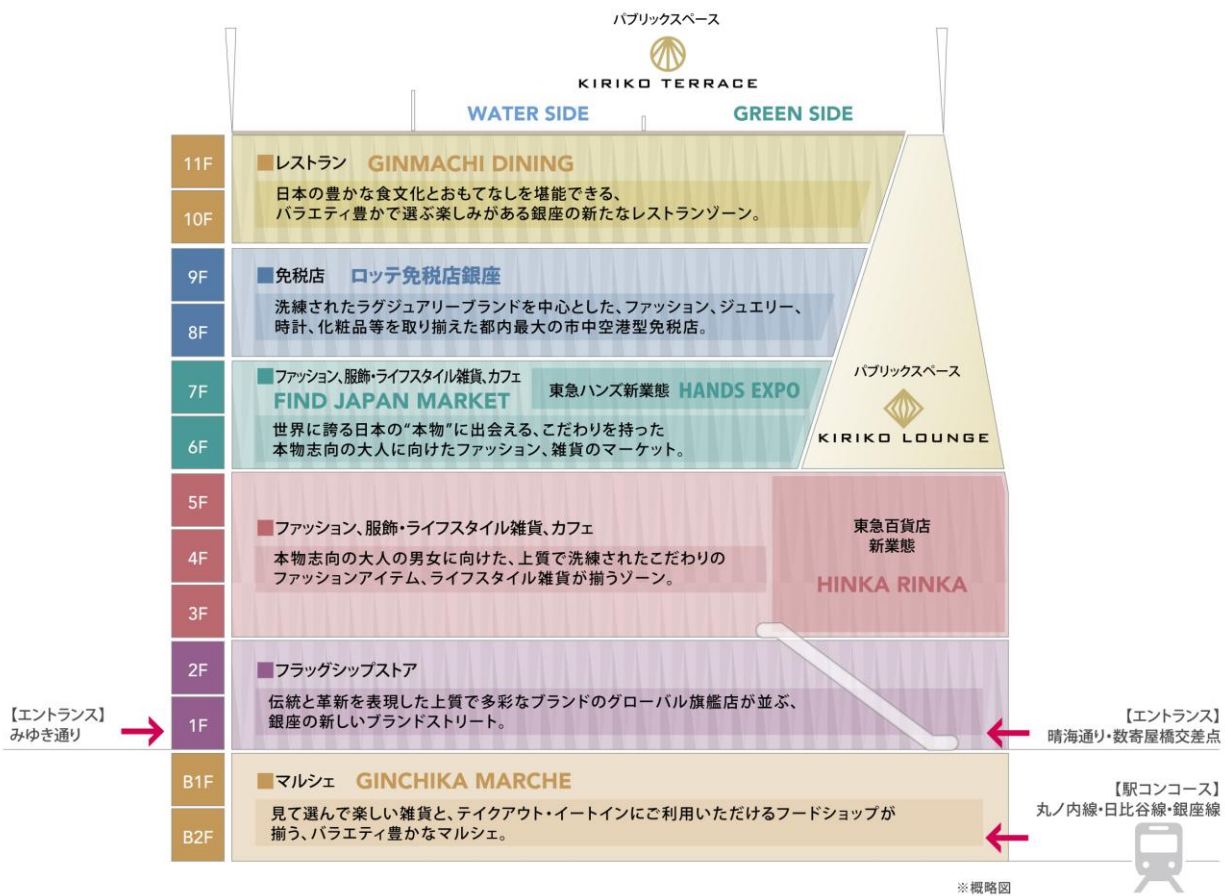 パブリックスペース
KIRIKO TERRACE
WATER SIDE
GREEN SIDE
11F
10F
■レストラン GINMACHI DINING
日本の豊かな食文化とおもてなしを堪能できる、
バラエティ豊かで選ぶ楽しみがある銀座の新たなレストランゾーン。
9F
8F
■免税店 ロッテ免税店銀座
洗練されたラグジュアリーブランドを中心とした、ファッション、ジュエリー、
時計、化粧品等を取り揃えた都内最大の市中空港型免税店。
7F
6F
■ファッション、服飾・ライフスタイル雑貨、カフェ
FIND JAPAN MARKET
東急ハンズ新業態 HANDS EXPO
世界に誇る日本の“本物”に出会える、こだわりを持った
本物志向の大人に向けたファッション、雑貨のマーケット。
パブリックスペース
KIRIKO LOUNGE
5F
4F
3F
■ファッション、服飾・ライフスタイル雑貨、カフェ
本物志向の大人の男女に向けた、上質で洗練されたこだわりの
ファッションアイテム、ライフスタイル雑貨が揃うゾーン。
東急百貨店
新業態
HINKA RINKA
2F
1F
■フラッグシップストア
伝統と革新を表現した上質で多彩なブランドのグローバル旗艦店が並ぶ、
銀座の新しいブランドストリート。
【エントランス】
みゆき通り
【エントランス】
晴海通り・数寄屋橋交差点
B1F
B2F
■マルシェ GINCHIKA MARCHE
見て選んで楽しい雑貨と、テイクアウト・イートインにご利用いただけるフードショップが
揃う、バラエティ豊かなマルシェ。
【駅コンコース】
丸ノ内線・日比谷線・銀座線
※概略図